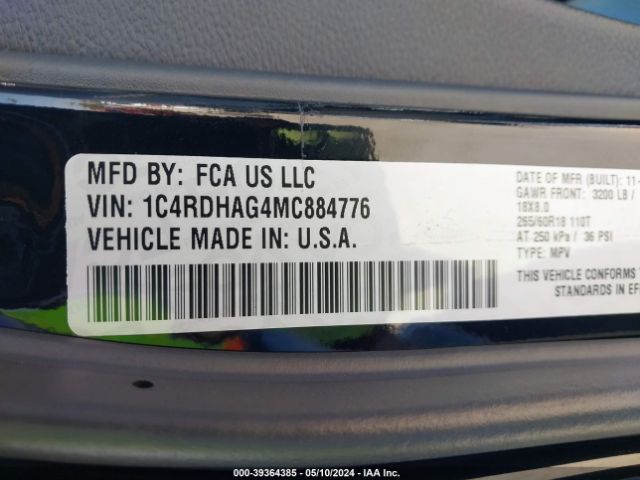 MFD BY: FCA US LLC
VIN: 1C4RDHAG4MC884776
VEHICLE MADE IN: U.S.A.
DATE OF MFR (BUILT): 11-
GAWR FRONT: 3200 LB /
18X8.0
265/60R18 110T
AT 250 kPa / 36 PSI
TYPE: MPV
THIS VEHICLE CONFORMS
STANDARDS IN EF
000-39364385 - 05/10/2024 - IAA Inc.